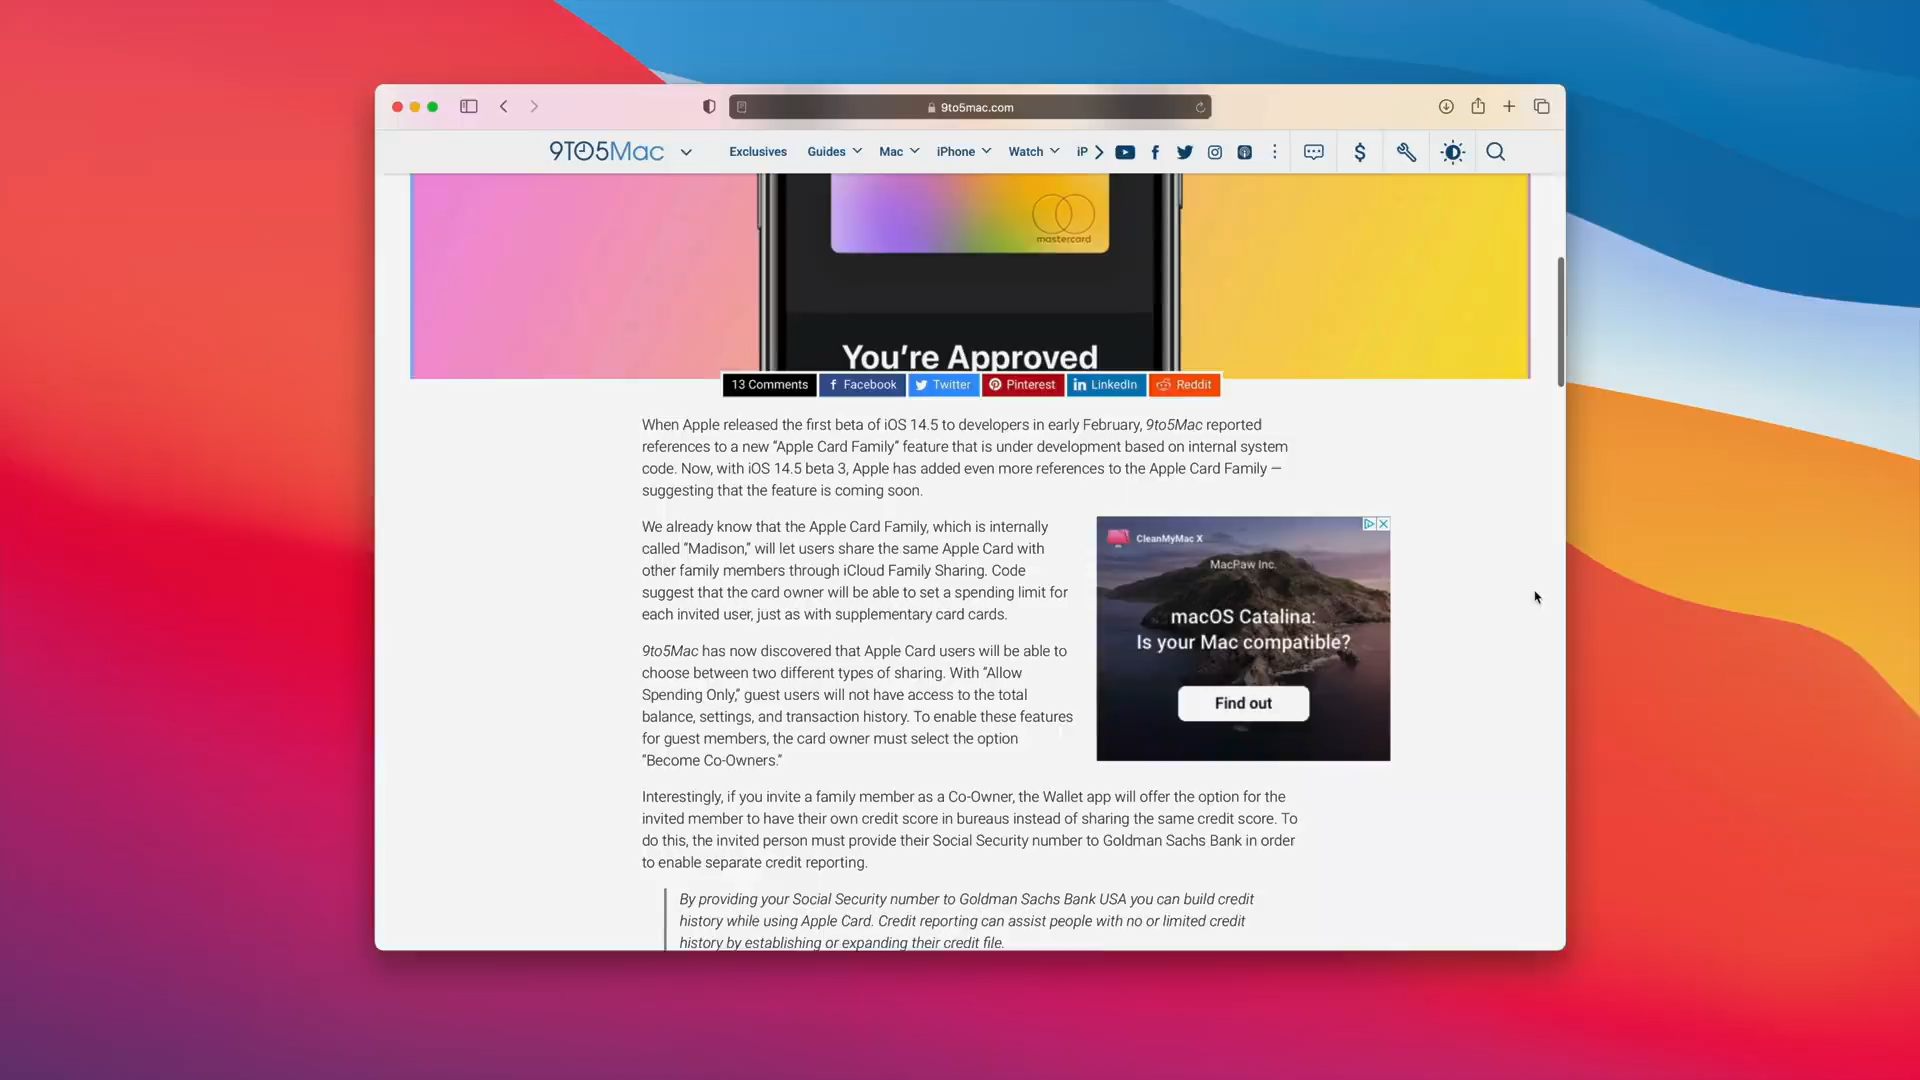 9to5mac.com
9TO5Mac
Exclusives Guides Mac iPhone Watch iP
mastercard
You're Approved
13 Comments Facebook Twitter Pinterest LinkedIn Reddit
When Apple released the first beta of iOS 14.5 to developers in early February, 9to5Mac reported
references to a new “Apple Card Family” feature that is under development based on internal system
code. Now, with iOS 14.5 beta 3, Apple has added even more references to the Apple Card Family —
suggesting that the feature is coming soon.
We already know that the Apple Card Family, which is internally
called “Madison,” will let users share the same Apple Card with
other family members through iCloud Family Sharing. Code
suggest that the card owner will be able to set a spending limit for
each invited user, just as with supplementary card cards.
9to5Mac has now discovered that Apple Card users will be able to
choose between two different types of sharing. With “Allow
Spending Only,” guest users will not have access to the total
balance, settings, and transaction history. To enable these features
for guest members, the card owner must select the option
“Become Co-Owners.”
CleanMyMac X
MacPaw Inc.
macOS Catalina:
Is your Mac compatible?
Find out
Interestingly, if you invite a family member as a Co-Owner, the Wallet app will offer the option for the
invited member to have their own credit score in bureaus instead of sharing the same credit score. To
do this, the invited person must provide their Social Security number to Goldman Sachs Bank in order
to enable separate credit reporting.
By providing your Social Security number to Goldman Sachs Bank USA you can build credit
history while using Apple Card. Credit reporting can assist people with no or limited credit
history by establishing or expanding their credit file.